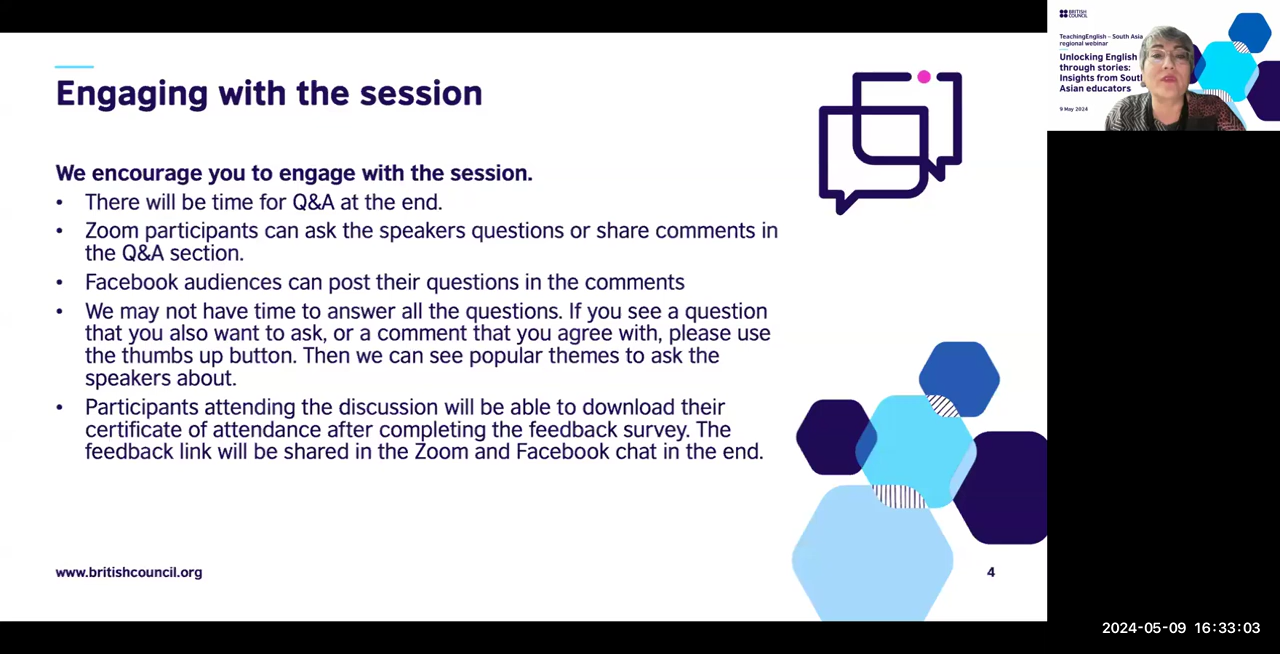 Engaging with the session
We encourage you to engage with the session.
• There will be time for Q&A at the end.
• Zoom participants can ask the speakers questions or share comments in
the Q&A section.
• Facebook audiences can post their questions in the comments
• We may not have time to answer all the questions. If you see a question
that you also want to ask, or a comment that you agree with, please use
the thumbs up button. Then we can see popular themes to ask the
speakers about.
• Participants attending the discussion will be able to download their
certificate of attendance after completing the feedback survey. The
feedback link will be shared in the Zoom and Facebook chat in the end.
www.britishcouncil.org
4
BRITISH
COUNCIL
TeachingEnglish – South Asia
regional webinar
Unlocking English
through stories:
Insights from Sout
Asian educators
9 May 2024
2024-05-09 16:33:03